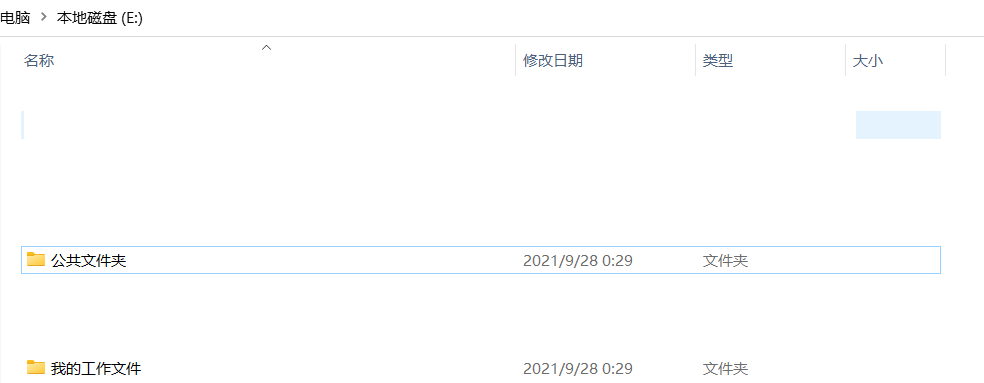 电脑 > 本地磁盘 (E:)
名称 修改日期 类型 大小
公共文件夹 2021/9/28 0:29 文件夹
我的工作文件 2021/9/28 0:29 文件夹